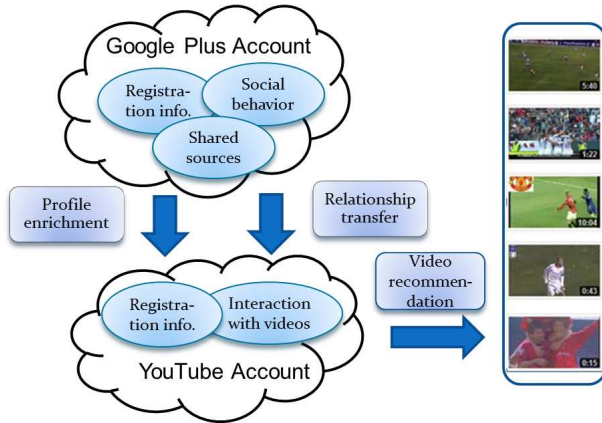 Google Plus Account
Registra-
tion info.
Social
behavior
Shared
sources
Profile
enrichment
Relationship
transfer
Registra-
tion info.
Interaction
with videos
YouTube Account
Video
recommen-
dation
5:40
1:22
10:04
0:43
0:15